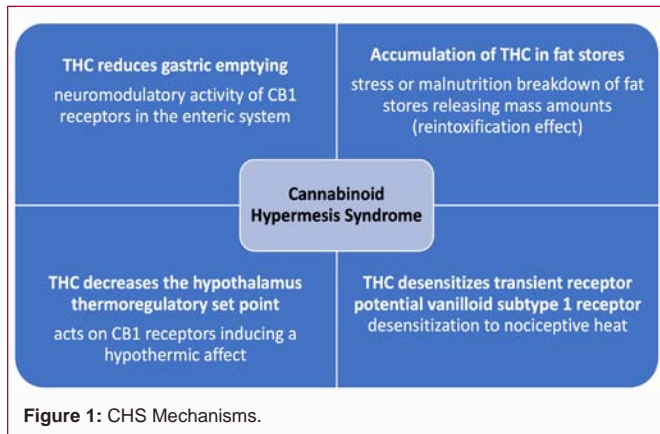 THC reduces gastric emptying
neuromodulatory activity of CB1
receptors in the enteric system
Accumulation of THC in fat stores
stress or malnutrition breakdown of fat
stores releasing mass amounts
(reintoxification effect)
Cannabinoid
Hypermesis Syndrome
THC decreases the hypothalamus
thermoregulatory set point
acts on CB1 receptors inducing a
hypothermic affect
THC desensitizes transient receptor
potential vanilloid subtype 1 receptor
desensitization to nociceptive heat
Figure 1: CHS Mechanisms.